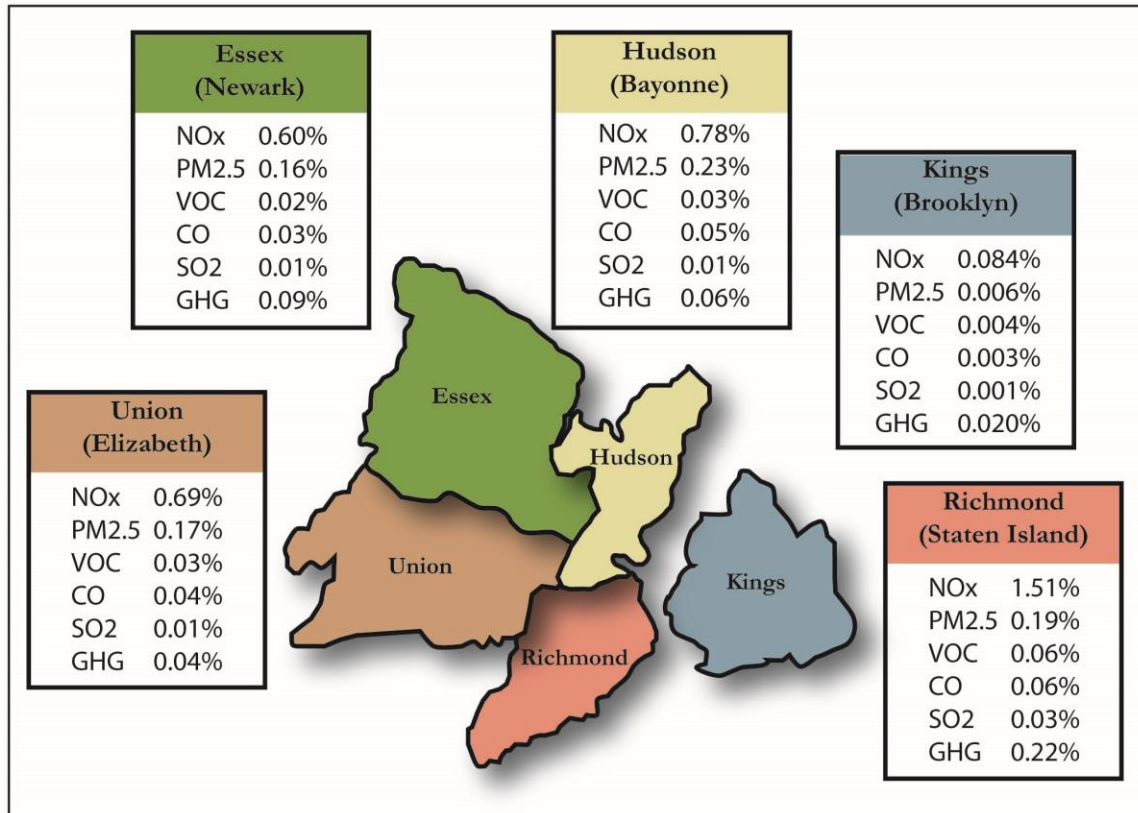 Essex
(Newark)
NOx 0.60%
PM2.5 0.16%
VOC 0.02%
CO 0.03%
SO2 0.01%
GHG 0.09%
Hudson
(Bayonne)
NOx 0.78%
PM2.5 0.23%
VOC 0.03%
CO 0.05%
SO2 0.01%
GHG 0.06%
Kings
(Brooklyn)
NOx 0.084%
PM2.5 0.006%
VOC 0.004%
CO 0.003%
SO2 0.001%
GHG 0.020%
Union
(Elizabeth)
NOx 0.69%
PM2.5 0.17%
VOC 0.03%
CO 0.04%
SO2 0.01%
GHG 0.04%
Richmond
(Staten Island)
NOx 1.51%
PM2.5 0.19%
VOC 0.06%
CO 0.06%
SO2 0.03%
GHG 0.22%
Essex
Hudson
Union
Kings
Richmond